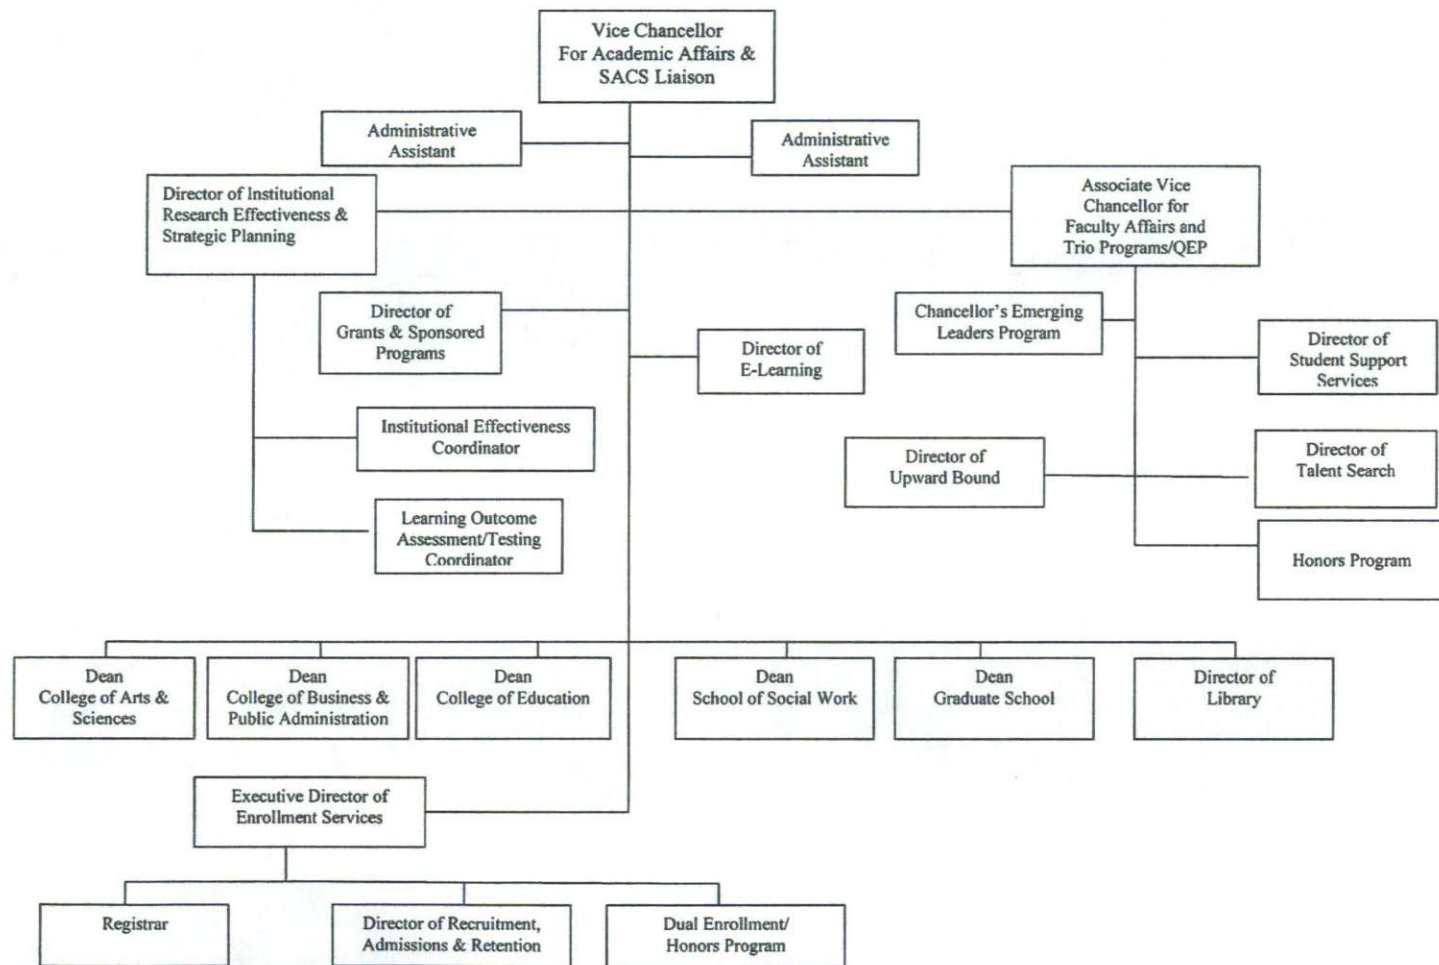 Vice Chancellor
For Academic Affairs &
SACS Liaison
Administrative
Assistant
Administrative
Assistant
Director of Institutional
Research Effectiveness &
Strategic Planning
Associate Vice
Chancellor for
Faculty Affairs and
Trio Programs/QEP
Director of
Grants & Sponsored
Programs
Chancellor's Emerging
Leaders Program
Director of
E-Learning
Director of
Student Support
Services
Institutional Effectiveness
Coordinator
Director of
Upward Bound
Director of
Talent Search
Learning Outcome
Assessment/Testing
Coordinator
Honors Program
Dean
College of Arts &
Sciences
Dean
College of Business &
Public Administration
Dean
College of Education
Dean
School of Social Work
Dean
Graduate School
Director of
Library
Executive Director of
Enrollment Services
Registrar
Director of Recruitment,
Admissions & Retention
Dual Enrollment/
Honors Program